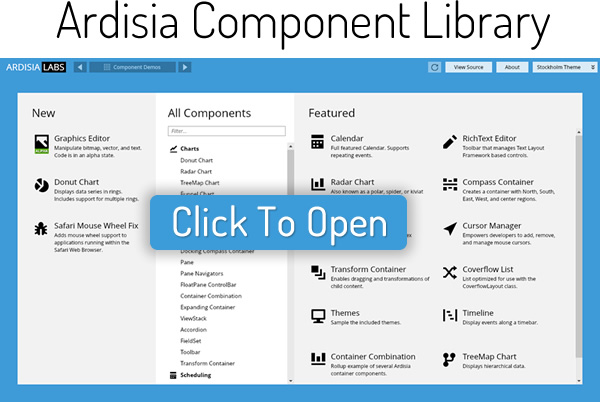 Ardisia Component Library
ARDISIA LABS
Component Demos
View Source
About
Stockholm Theme
New
Graphics Editor
Manipulate bitmap, vector, and text.
Code in an alpha state.
ALPHA
Donut Chart
Displays data series in rings.
Includes support for multiple rings.
Safari Mouse Wheel Fix
Adds mouse wheel support to
applications running within the
Safari Web Browser.
All Components
Filter...
Charts
Donut Chart
Radar Chart
TreeMap Chart
Funnel Chart
Click To Open
Docking Compass Container
Pane
Pane Navigators
FloatPane ControlBar
Container Combination
Expanding Container
ViewStack
Accordion
FieldSet
Toolbar
Transform Container
Scheduling
Featured
Calendar
Full featured Calendar. Supports
repeating events.
Radar Chart
Also known as a polar, spider, or kiviat
Transform Container
Enables dragging and transformations of
child content.
Themes
Sample the included themes.
Container Combination
Rollup example of several Ardisia
container components.
RichText Editor
Toolbar that manages Text Layout
Framework based controls.
Compass Container
Creates a container with North, South,
East, West, and center regions.
Cursor Manager
Empowers developers to add, remove,
and manage mouse cursors.
Coverflow List
List optimized for use with the
CoverflowLayout class.
Timeline
Display events along a timebar.
TreeMap Chart
Displays hierarchical data.